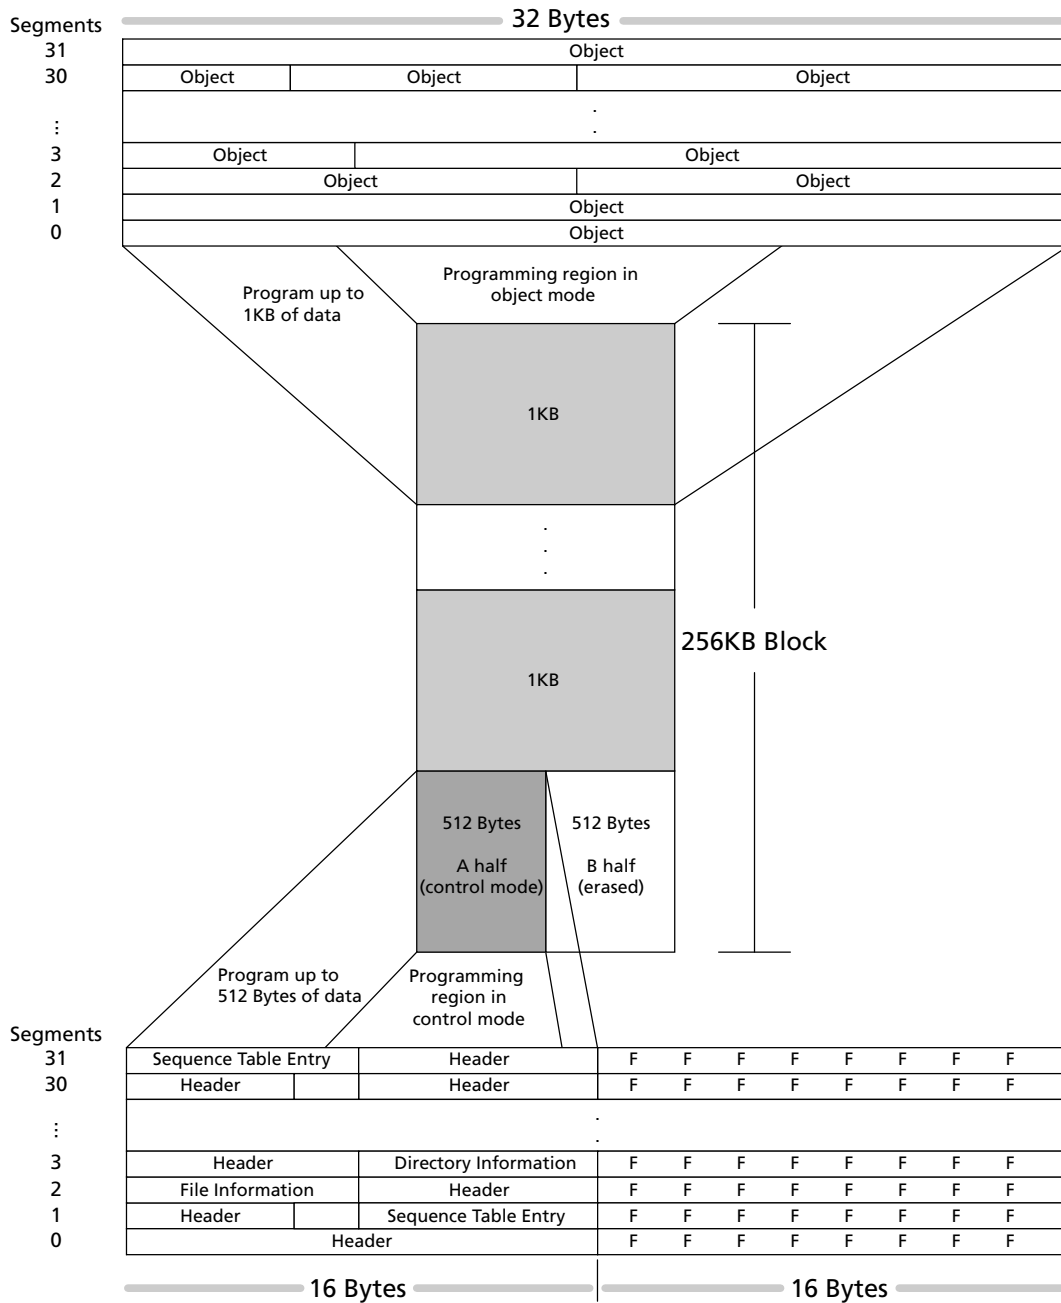 Segments
32 Bytes
31
Object
30
Object Object Object
...
.
.
3
Object Object
2
Object Object
1
Object
0
Object
Program up to
1KB of data
Programming region in
object mode
1KB
.
.
.
256KB Block
1KB
512 Bytes
A half
(control mode)
512 Bytes
B half
(erased)
Program up to
512 Bytes of data
Programming
region in
control mode
Segments
31
Sequence Table Entry Header F F F F F F F F
30
Header Header F F F F F F F F
...
.
.
3
Header Directory Information F F F F F F F F
2
File Information Header F F F F F F F F
1
Header Sequence Table Entry F F F F F F F F
0
Header F F F F F F F F
16 Bytes
16 Bytes